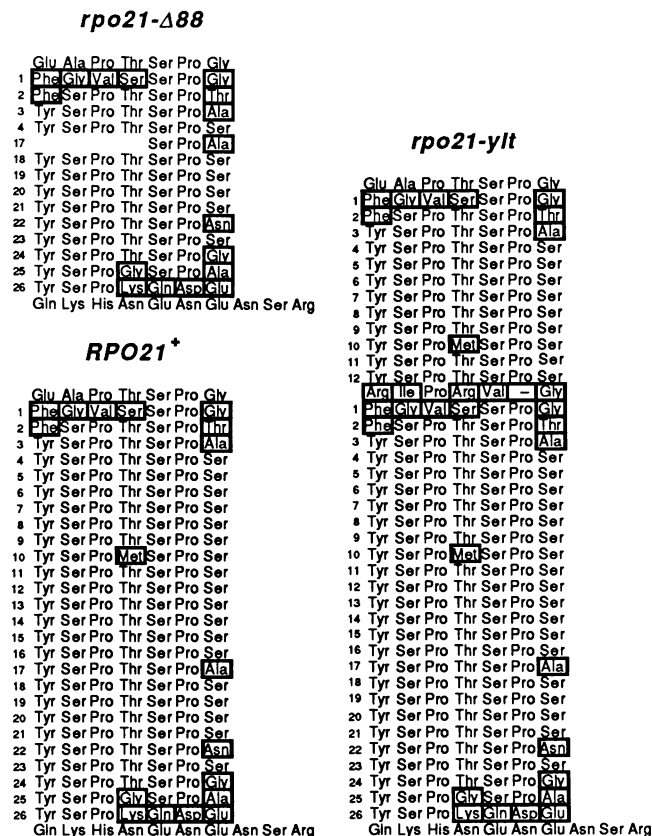 rpo21-Δ88
Glu Ala Pro Thr Ser Pro Gly
1 Phe Gly Val Ser Ser Pro Gly
2 Phe Ser Pro Thr Ser Pro Thr
3 Tyr Ser Pro Thr Ser Pro Ala
4 Tyr Ser Pro Thr Ser Pro Ser
17 Ser Pro Ala
18 Tyr Ser Pro Thr Ser Pro Ser
19 Tyr Ser Pro Thr Ser Pro Ser
20 Tyr Ser Pro Thr Ser Pro Ser
21 Tyr Ser Pro Thr Ser Pro Ser
22 Tyr Ser Pro Thr Ser Pro Asn
23 Tyr Ser Pro Thr Ser Pro Ser
24 Tyr Ser Pro Thr Ser Pro Gly
25 Tyr Ser Pro Gly Ser Pro Ala
26 Tyr Ser Pro Lys Gln Asp Glu
Gln Lys His Asn Glu Asn Glu Asn Ser Arg
RPO21+
Glu Ala Pro Thr Ser Pro Gly
1 Phe Gly Val Ser Ser Pro Gly
2 Phe Ser Pro Thr Ser Pro Thr
3 Tyr Ser Pro Thr Ser Pro Ala
4 Tyr Ser Pro Thr Ser Pro Ser
5 Tyr Ser Pro Thr Ser Pro Ser
6 Tyr Ser Pro Thr Ser Pro Ser
7 Tyr Ser Pro Thr Ser Pro Ser
8 Tyr Ser Pro Thr Ser Pro Ser
9 Tyr Ser Pro Thr Ser Pro Ser
10 Tyr Ser Pro Met Ser Pro Ser
11 Tyr Ser Pro Thr Ser Pro Ser
12 Tyr Ser Pro Thr Ser Pro Ser
13 Tyr Ser Pro Thr Ser Pro Ser
14 Tyr Ser Pro Thr Ser Pro Ser
15 Tyr Ser Pro Thr Ser Pro Ser
16 Tyr Ser Pro Thr Ser Pro Ser
17 Tyr Ser Pro Thr Ser Pro Ala
18 Tyr Ser Pro Thr Ser Pro Ser
19 Tyr Ser Pro Thr Ser Pro Ser
20 Tyr Ser Pro Thr Ser Pro Ser
21 Tyr Ser Pro Thr Ser Pro Ser
22 Tyr Ser Pro Thr Ser Pro Asn
23 Tyr Ser Pro Thr Ser Pro Ser
24 Tyr Ser Pro Thr Ser Pro Gly
25 Tyr Ser Pro Gly Ser Pro Ala
26 Tyr Ser Pro Lys Gln Asp Glu
Gln Lys His Asn Glu Asn Glu Asn Ser Arg
rpo21-ylt
Glu Ala Pro Thr Ser Pro Gly
1 Phe Gly Val Ser Ser Pro Gly
2 Phe Ser Pro Thr Ser Pro Thr
3 Tyr Ser Pro Thr Ser Pro Ala
4 Tyr Ser Pro Thr Ser Pro Ser
5 Tyr Ser Pro Thr Ser Pro Ser
6 Tyr Ser Pro Thr Ser Pro Ser
7 Tyr Ser Pro Thr Ser Pro Ser
8 Tyr Ser Pro Thr Ser Pro Ser
9 Tyr Ser Pro Thr Ser Pro Ser
10 Tyr Ser Pro Met Ser Pro Ser
11 Tyr Ser Pro Thr Ser Pro Ser
12 Tyr Ser Pro Thr Ser Pro Ser
Arg Ile Pro Arg Val – Gly
1 Phe Gly Val Ser Ser Pro Gly
2 Phe Ser Pro Thr Ser Pro Thr
3 Tyr Ser Pro Thr Ser Pro Ala
4 Tyr Ser Pro Thr Ser Pro Ser
5 Tyr Ser Pro Thr Ser Pro Ser
6 Tyr Ser Pro Thr Ser Pro Ser
7 Tyr Ser Pro Thr Ser Pro Ser
8 Tyr Ser Pro Thr Ser Pro Ser
9 Tyr Ser Pro Thr Ser Pro Ser
10 Tyr Ser Pro Met Ser Pro Ser
11 Tyr Ser Pro Thr Ser Pro Ser
12 Tyr Ser Pro Thr Ser Pro Ser
13 Tyr Ser Pro Thr Ser Pro Ser
14 Tyr Ser Pro Thr Ser Pro Ser
15 Tyr Ser Pro Thr Ser Pro Ser
16 Tyr Ser Pro Thr Ser Pro Ser
17 Tyr Ser Pro Thr Ser Pro Ala
18 Tyr Ser Pro Thr Ser Pro Ser
19 Tyr Ser Pro Thr Ser Pro Ser
20 Tyr Ser Pro Thr Ser Pro Ser
21 Tyr Ser Pro Thr Ser Pro Ser
22 Tyr Ser Pro Thr Ser Pro Asn
23 Tyr Ser Pro Thr Ser Pro Ser
24 Tyr Ser Pro Thr Ser Pro Gly
25 Tyr Ser Pro Gly Ser Pro Ala
26 Tyr Ser Pro Lys Gln Asp Glu
Gln Lys His Asn Glu Asn Glu Asn Ser Arg